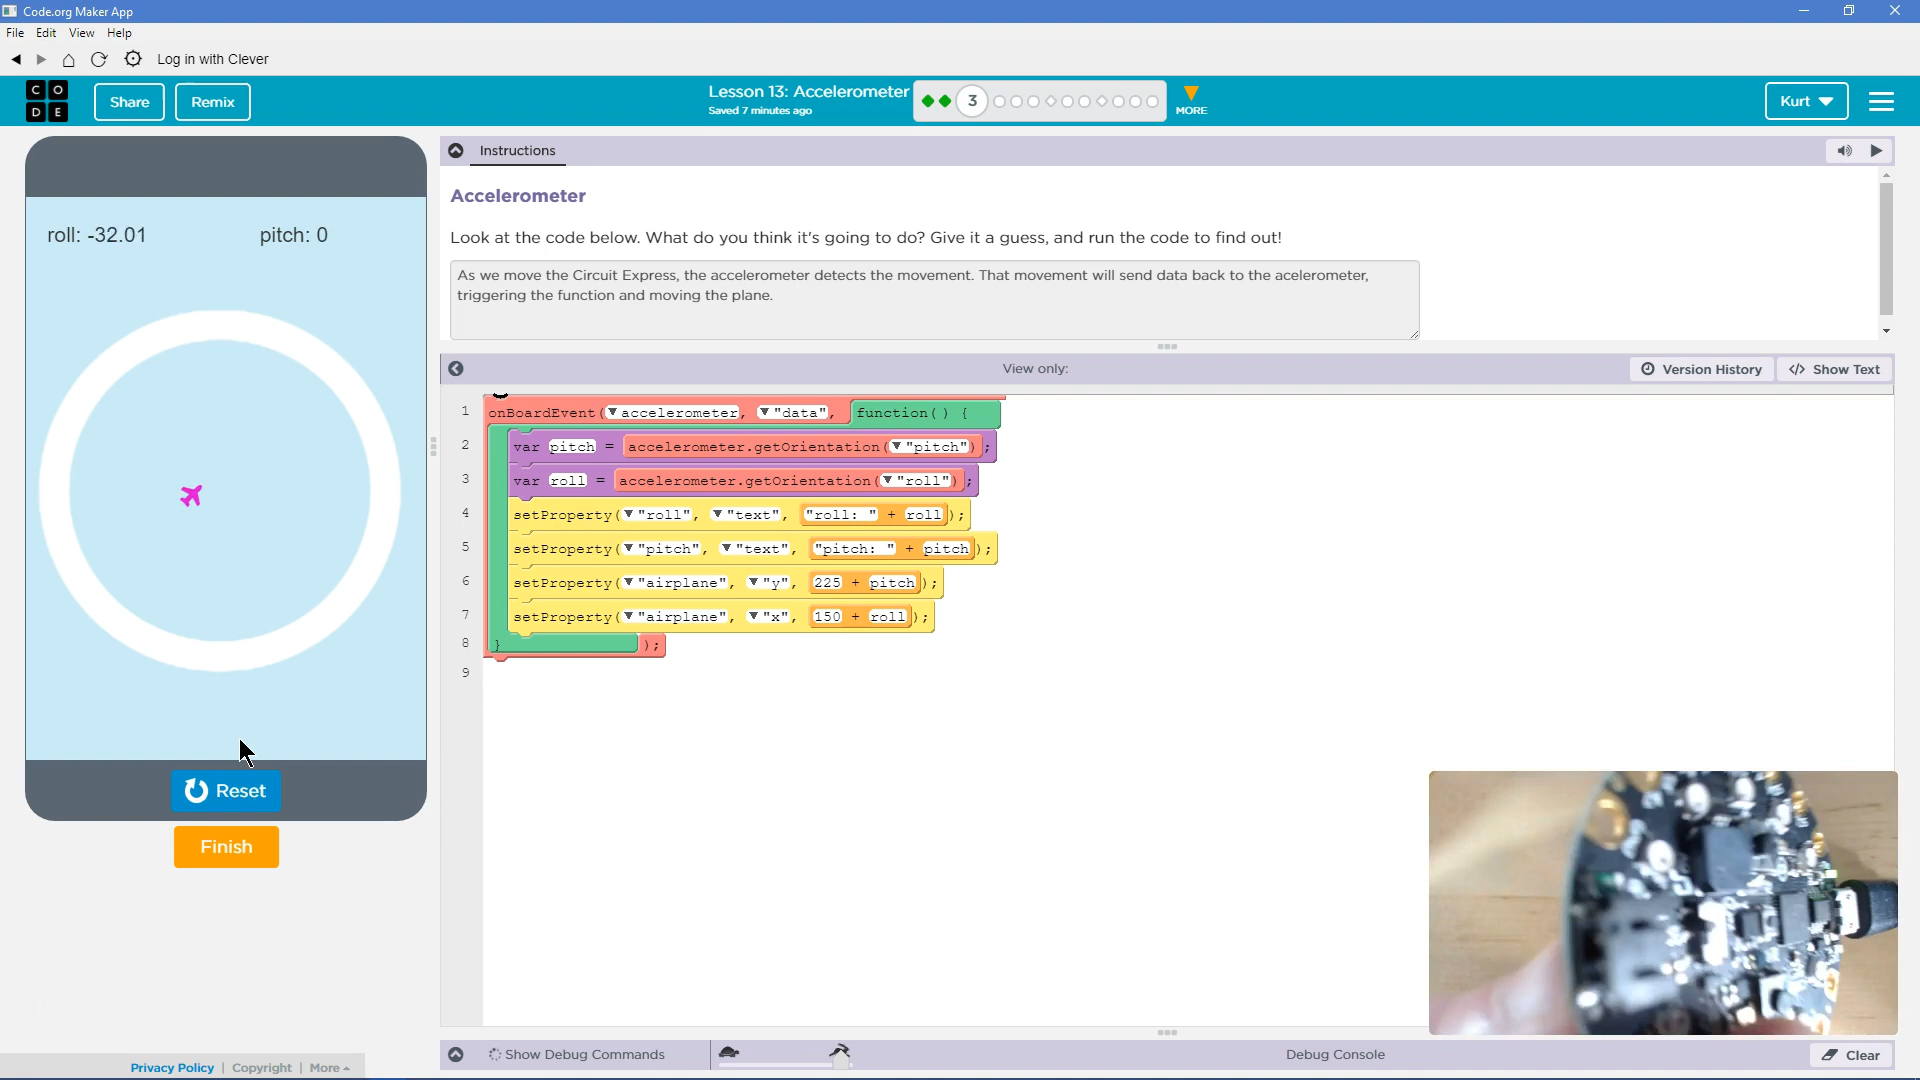 Code.org Maker App
File Edit View Help
Log in with Clever
C O
D E
Share
Remix
Lesson 13: Accelerometer
Saved 7 minutes ago
3
MORE
Kurt
roll: -32.01
pitch: 0
Reset
Finish
Instructions
Accelerometer
Look at the code below. What do you think it's going to do? Give it a guess, and run the code to find out!
As we move the Circuit Express, the accelerometer detects the movement. That movement will send data back to the acelerometer,
triggering the function and moving the plane.
View only:
Version History
</> Show Text
1 onBoardEvent(▼accelerometer, ▼"data", function( ) {
2 var pitch = accelerometer.getOrientation(▼"pitch");
3 var roll = accelerometer.getOrientation(▼"roll");
4 setProperty(▼"roll", ▼"text", "roll: " + roll);
5 setProperty(▼"pitch", ▼"text", "pitch: " + pitch);
6 setProperty(▼"airplane", ▼"y", 225 + pitch);
7 setProperty(▼"airplane", ▼"x", 150 + roll);
8 } );
9
Show Debug Commands
Debug Console
Clear
Privacy Policy | Copyright | More